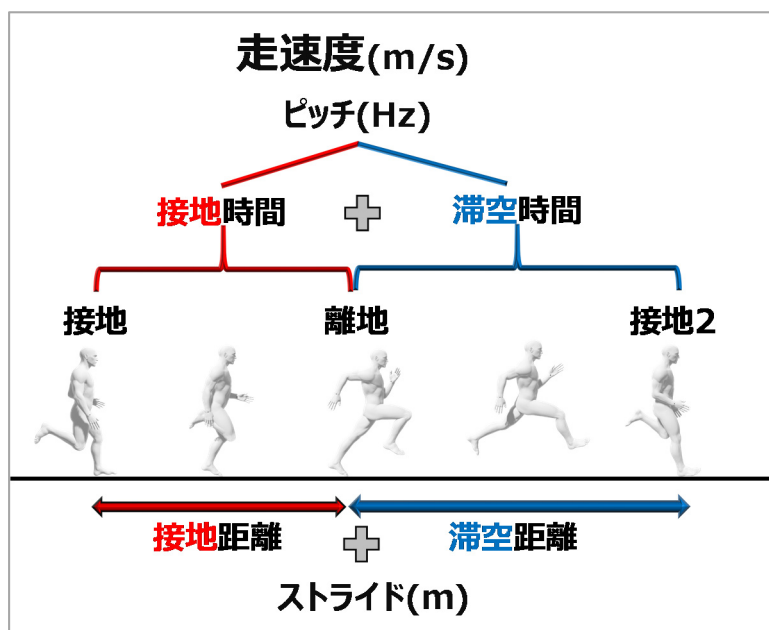 走速度(m/s)
ピッチ(Hz)
接地時間
滞空時間
接地
離地
接地2
接地距離
滞空距離
ストライド(m)